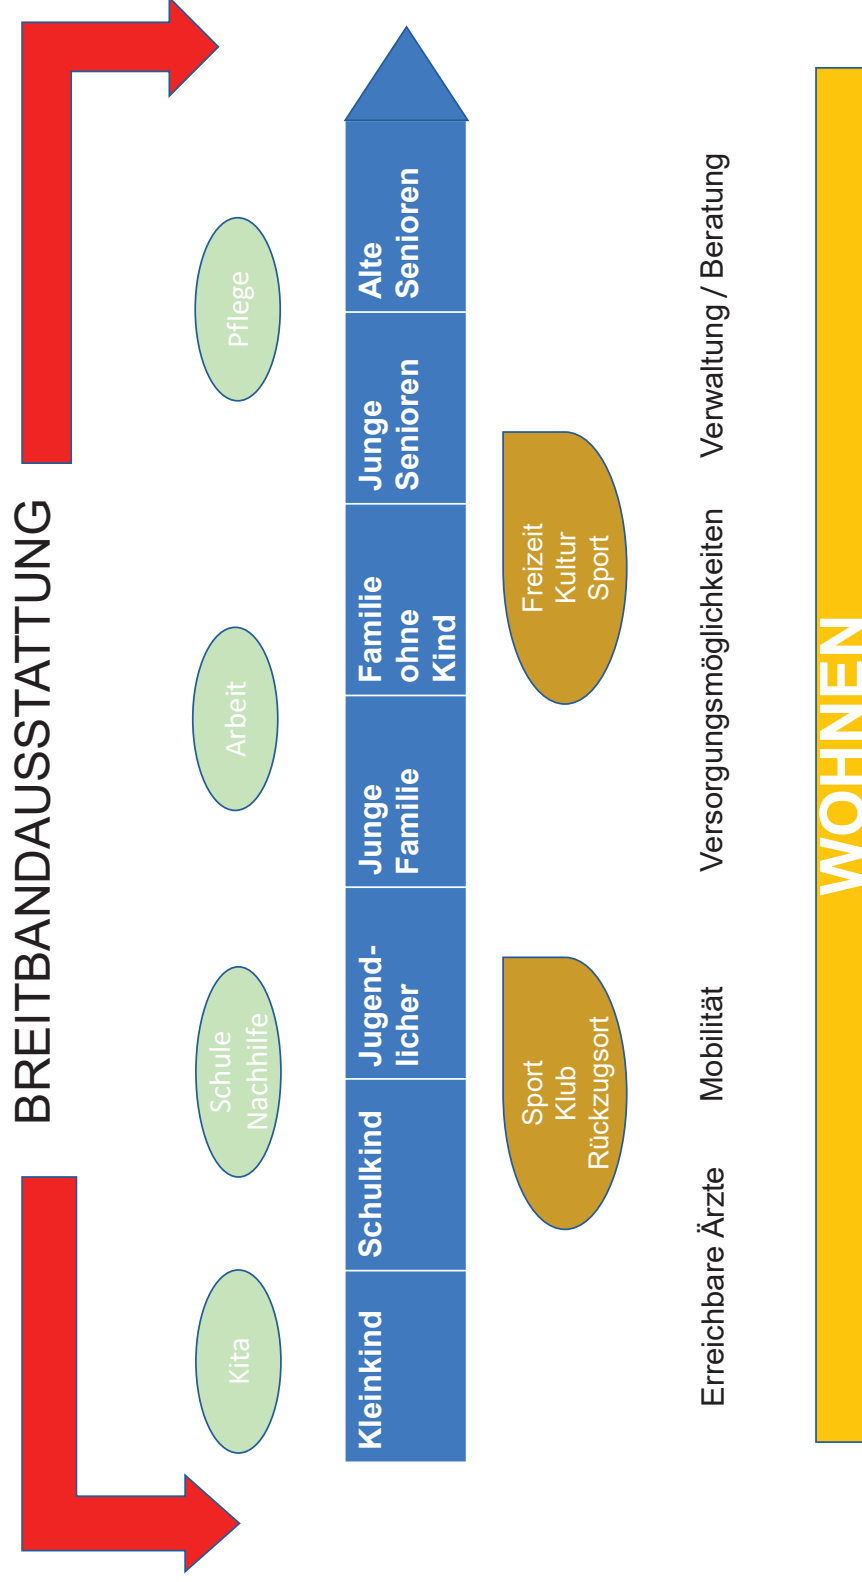 BREITBANDAUSSTATTUNG
Kita
Schule
Nachhilfe
Arbeit
Pflege
Kleinkind
Schulkind
Jugend-
licher
Junge
Familie
Familie
ohne
Kind
Junge
Senioren
Alte
Senioren
Sport
Klub
Rückzugsort
Freizeit
Kultur
Sport
Erreichbare Ärzte
Mobilität
Versorgungsmöglichkeiten
Verwaltung / Beratung
WOHNEN